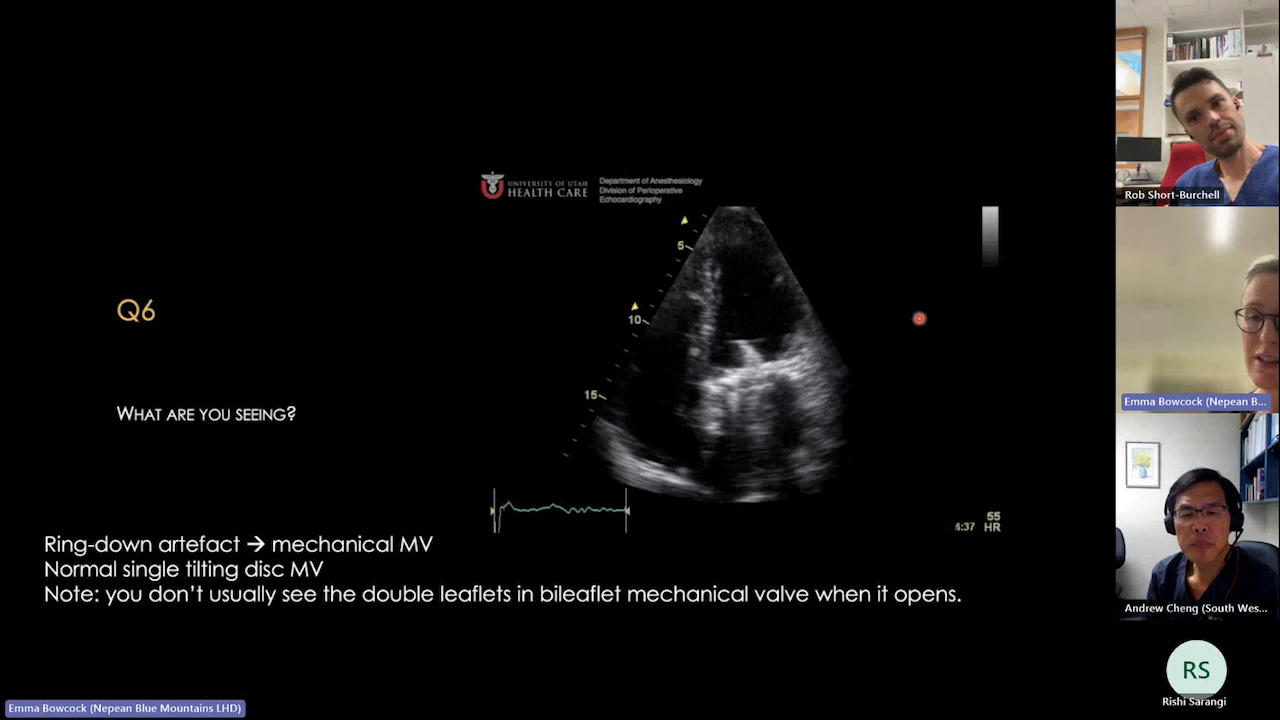 UNIVERSITY OF UTAH
HEALTH CARE
Department of Anesthesiology
Division of Perioperative
Echocardiography
5
10
15
Q6
WHAT ARE YOU SEEING?
55
4:37 HR
Ring-down artefact → mechanical MV
Normal single tilting disc MV
Note: you don't usually see the double leaflets in bileaflet mechanical valve when it opens.
Emma Bowcock (Nepean Blue Mountains LHD)
Rob Short-Burchell
Emma Bowcock (Nepean B...
Andrew Cheng (South Wes...
RS
Rishi Sarangi